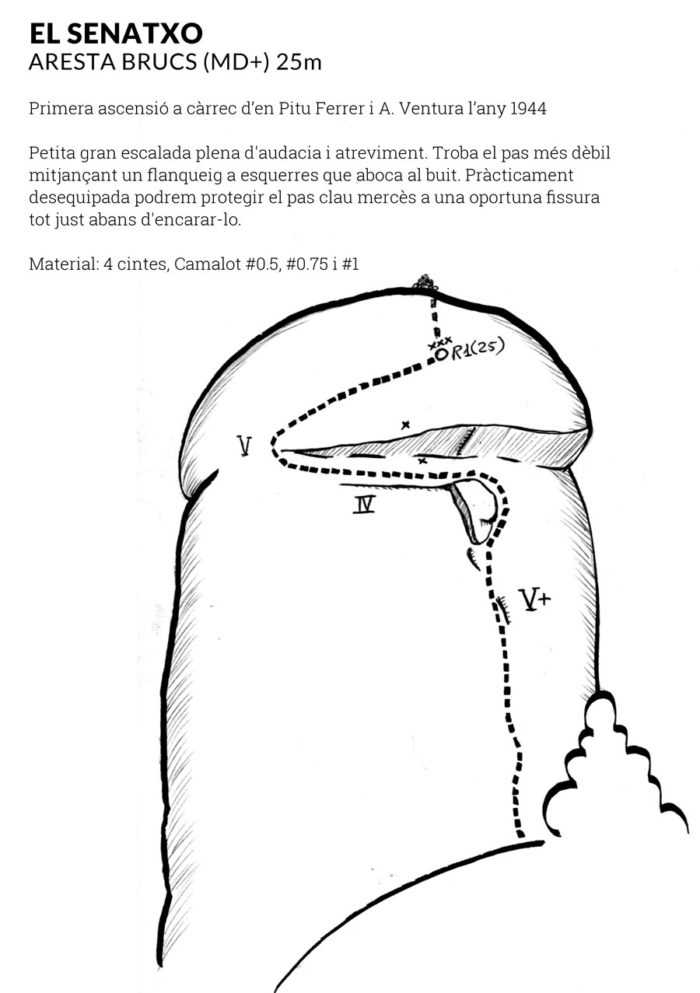 EL SENATXO
ARESTA BRUCS (MD+) 25m
Primera ascensió a càrrec d'en Pitu Ferrer i A. Ventura l'any 1944
Petita gran escalada plena d'audacia i atreviment. Troba el pas més dèbil
mitjançant un flanqueig a esquerres que aboca al buit. Pràcticament
desequipada podrem protegir el pas clau mercès a una oportuna fissura
tot just abans d'encarar-lo.
Material: 4 cintes, Camalot #0.5, #0.75 i #1
R1(25)
V
IV
V+